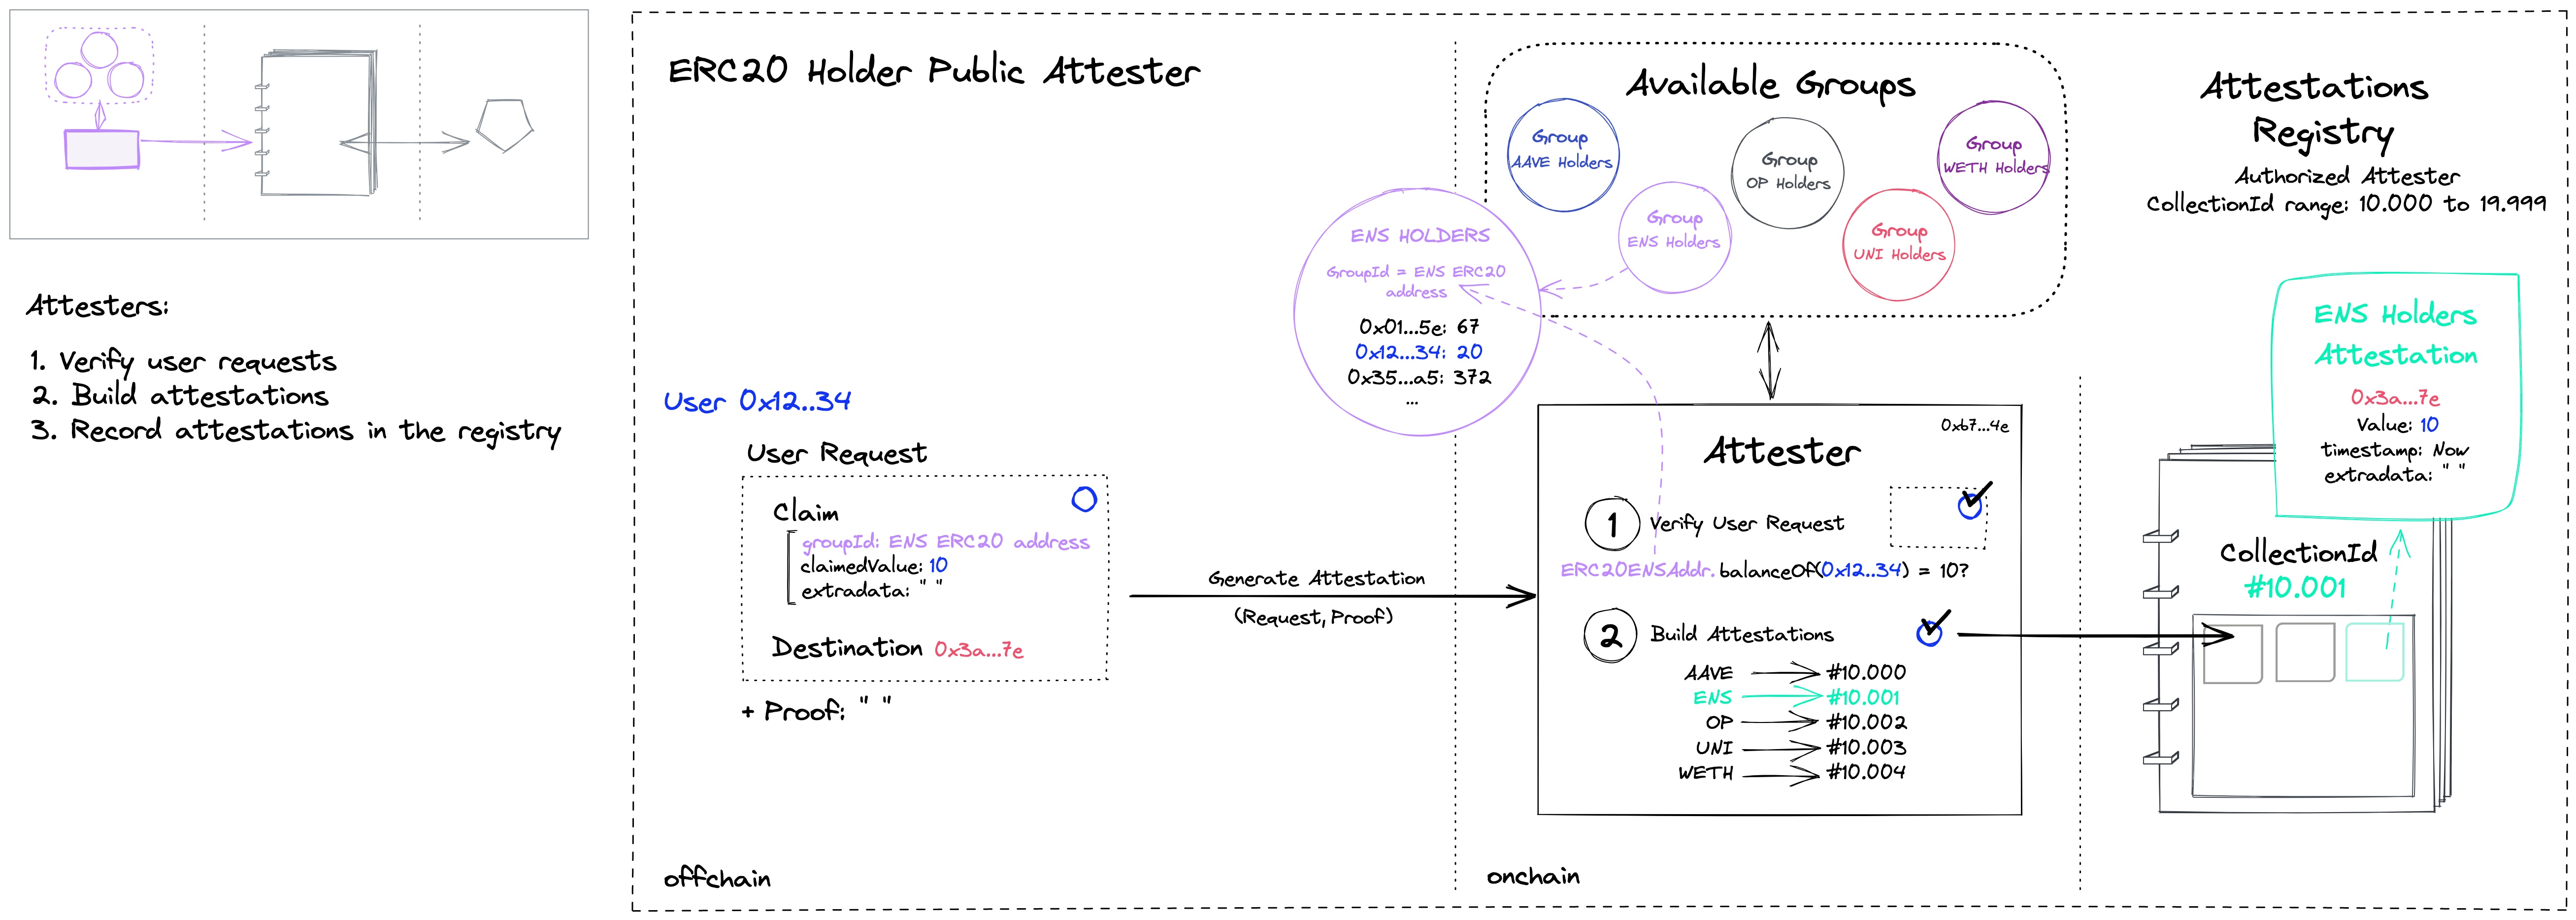 Attesters:
1. Verify user requests
2. Build attestations
3. Record attestations in the registry
ERC20 Holder Public Attester
User 0x12..34
User Request
Claim
groupId: ENS ERC20 address
claimedValue: 10
extradata: " "
Destination 0x3a...7e
+ Proof: " "
offchain
Generate Attestation
(Request, Proof)
ENS HOLDERS
GroupId = ENS ERC20
address
0x01...5e: 67
0x12...34: 20
0x35...a5: 372
...
Available Groups
Group
AAVE Holders
Group
ENS Holders
Group
OP Holders
Group
UNI Holders
Group
WETH Holders
0xb7...4e
Attester
1 Verify User Request
ERC20ENSAddr.balanceOf(0x12..34) = 10?
2 Build Attestations
AAVE #10.000
ENS #10.001
OP #10.002
UNI #10.003
WETH #10.004
onchain
Attestations
Registry
Authorized Attester
CollectionId range: 10.000 to 19.999
ENS Holders
Attestation
0x3a...7e
Value: 10
timestamp: Now
extradata: " "
CollectionId
#10.001